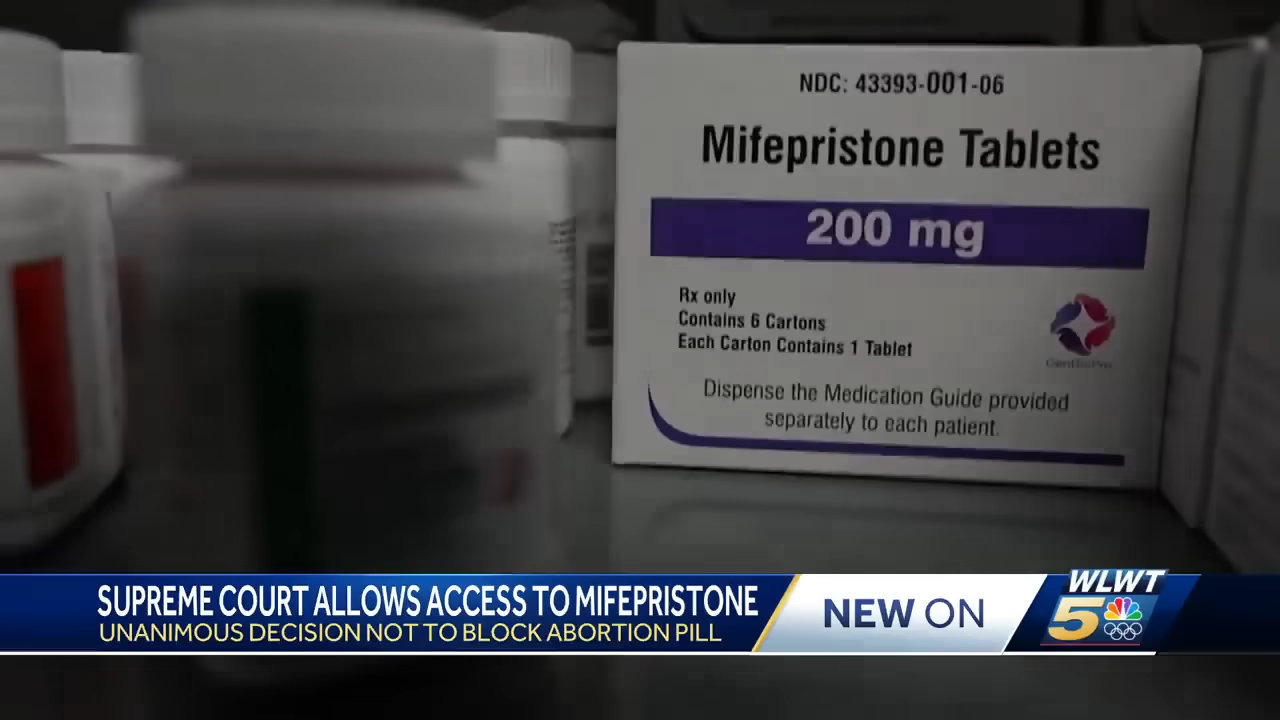 NDC: 43393-001-06
Mifepristone Tablets
200 mg
Rx only
Contains 6 Cartons
Each Carton Contains 1 Tablet
GenBioPro
Dispense the Medication Guide provided
separately to each patient.
SUPREME COURT ALLOWS ACCESS TO MIFEPRISTONE
UNANIMOUS DECISION NOT TO BLOCK ABORTION PILL
NEW ON
WLWT
5